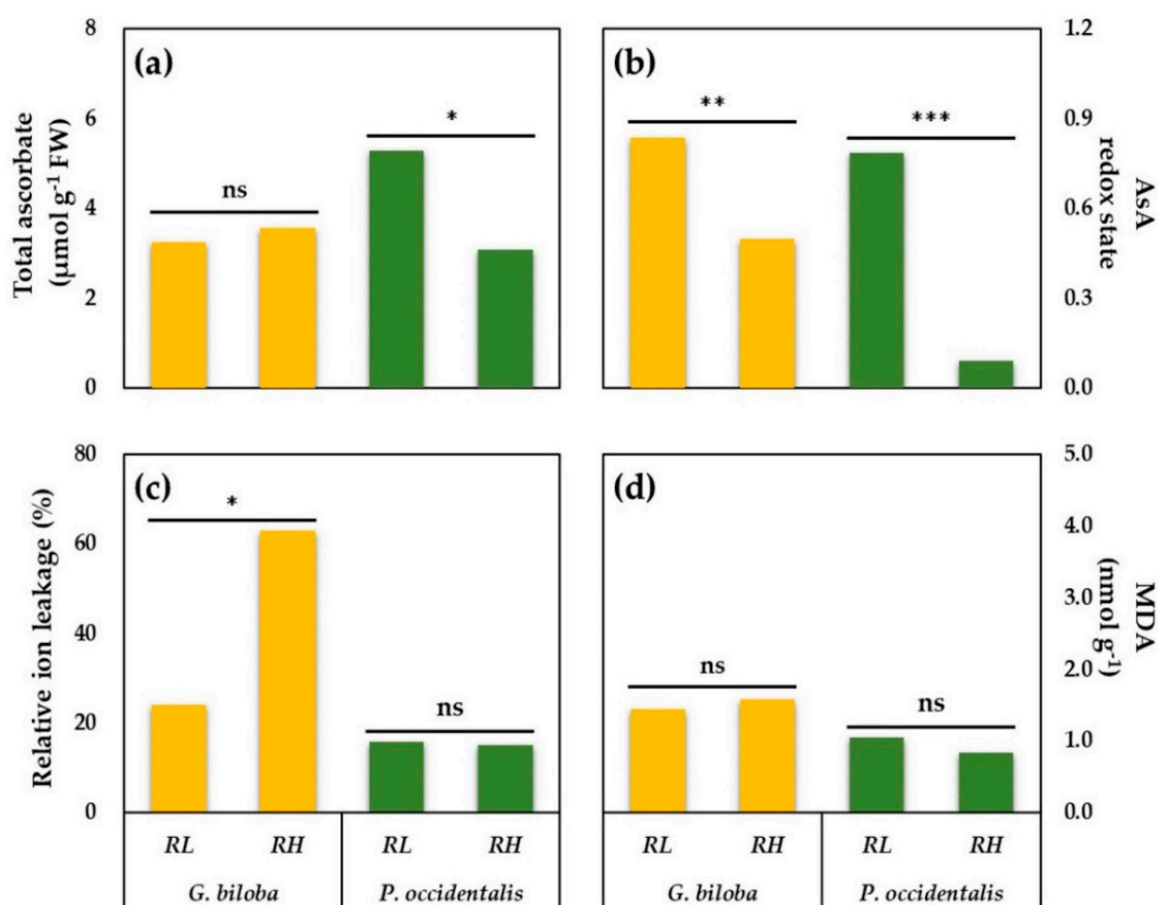 8
6
4
2
0
Total ascorbate
(μmol g⁻¹ FW)
(a)
ns
*
(b)
**
***
1.2
0.9
0.6
0.3
0.0
AsA
redox state
80
60
40
20
0
Relative ion leakage (%)
(c)
*
ns
(d)
ns
ns
5.0
4.0
3.0
2.0
1.0
0.0
MDA
(nmol g⁻¹)
RL RH RL RH RL RH RL RH
G. biloba P. occidentalis G. biloba P. occidentalis